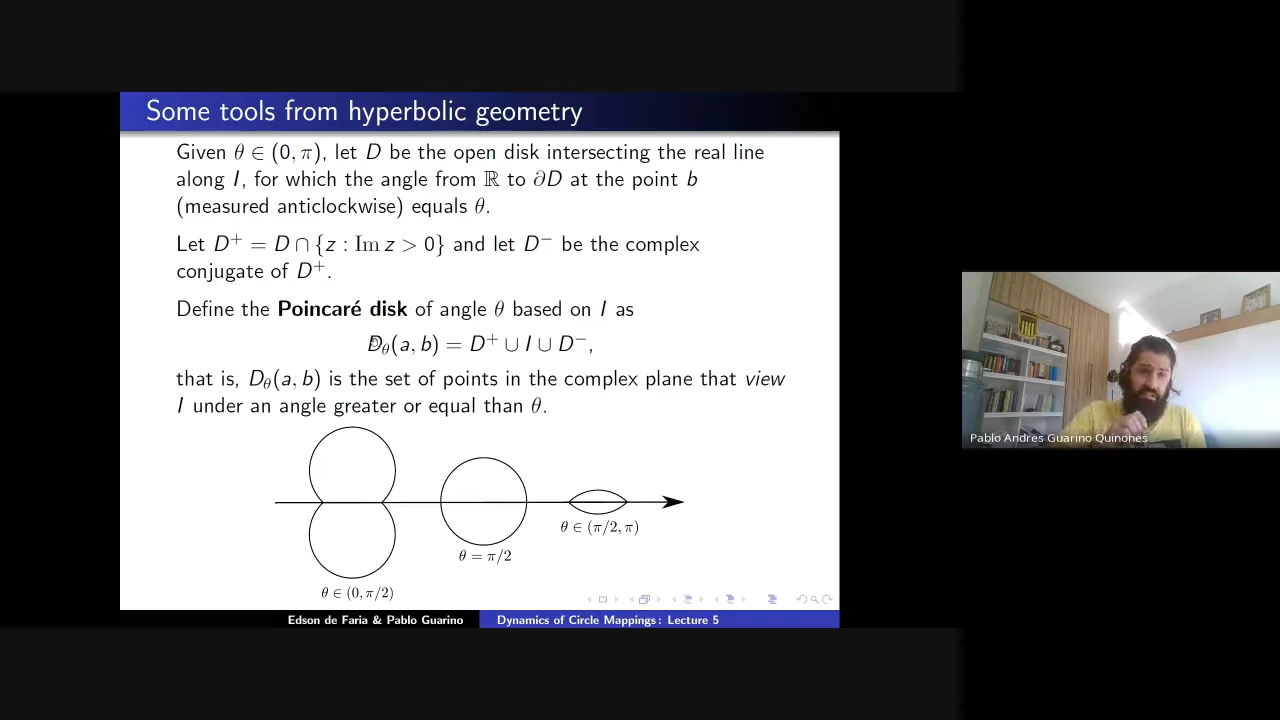 Some tools from hyperbolic geometry
Given θ ∈ (0, π), let D be the open disk intersecting the real line
along I, for which the angle from ℝ to ∂D at the point b
(measured anticlockwise) equals θ.
Let D⁺ = D ∩ {z : Im z > 0} and let D⁻ be the complex
conjugate of D⁺.
Define the Poincaré disk of angle θ based on I as
D_θ(a, b) = D⁺ ∪ I ∪ D⁻,
that is, D_θ(a, b) is the set of points in the complex plane that view
I under an angle greater or equal than θ.
θ ∈ (π/2, π)
θ = π/2
θ ∈ (0, π/2)
Edson de Faria & Pablo Guarino
Dynamics of Circle Mappings: Lecture 5
Pablo Andres Guarino Quinones